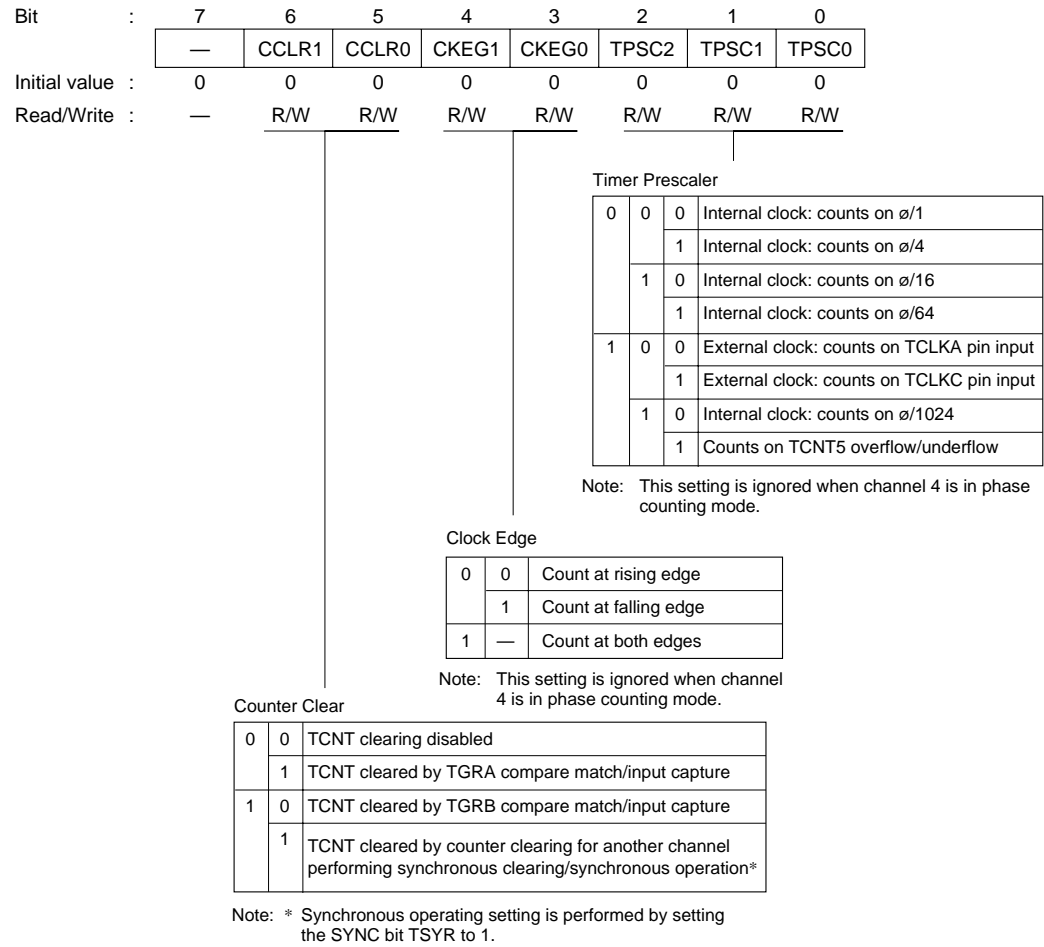 Bit : 7 6 5 4 3 2 1 0
— CCLR1 CCLR0 CKEG1 CKEG0 TPSC2 TPSC1 TPSC0
Initial value : 0 0 0 0 0 0 0 0
Read/Write : — R/W R/W R/W R/W R/W R/W R/W
Timer Prescaler
0 0 0 Internal clock: counts on ø/1
1 Internal clock: counts on ø/4
1 0 Internal clock: counts on ø/16
1 Internal clock: counts on ø/64
1 0 0 External clock: counts on TCLKA pin input
1 External clock: counts on TCLKC pin input
1 0 Internal clock: counts on ø/1024
1 Counts on TCNT5 overflow/underflow
Note: This setting is ignored when channel 4 is in phase
counting mode.
Clock Edge
0 0 Count at rising edge
1 Count at falling edge
1 — Count at both edges
Note: This setting is ignored when channel
4 is in phase counting mode.
Counter Clear
0 0 TCNT clearing disabled
1 TCNT cleared by TGRA compare match/input capture
1 0 TCNT cleared by TGRB compare match/input capture
1 TCNT cleared by counter clearing for another channel
performing synchronous clearing/synchronous operation*
Note: * Synchronous operating setting is performed by setting
the SYNC bit TSYR to 1.